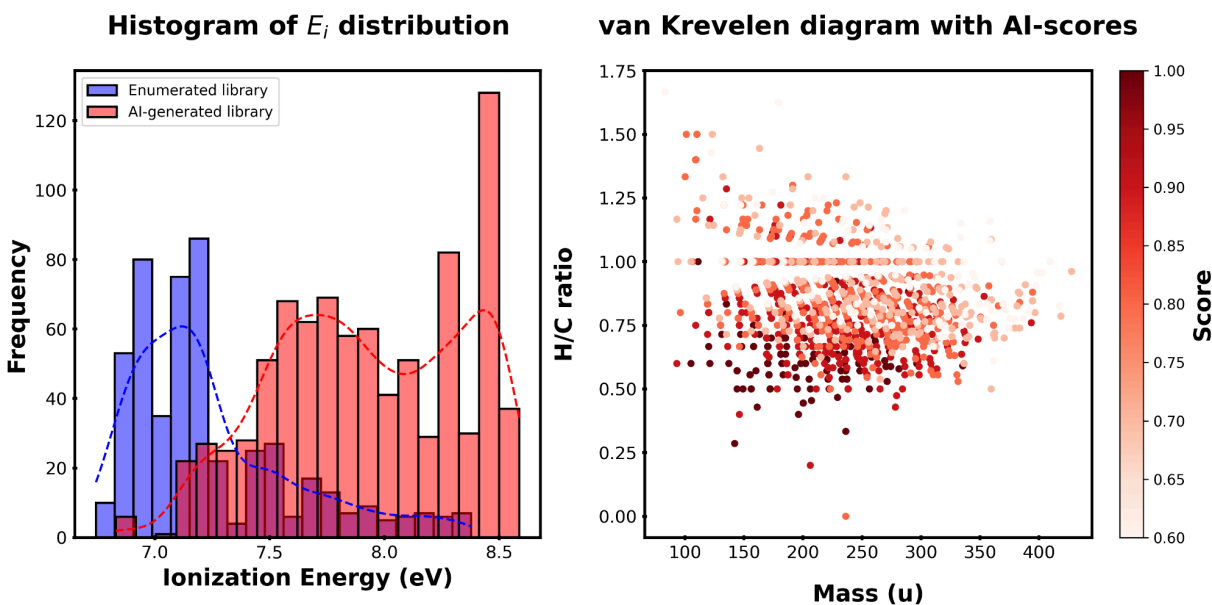 Histogram of E_i distribution
Frequency
120
100
80
60
40
20
0
Enumerated library
AI-generated library
7.0 7.5 8.0 8.5
Ionization Energy (eV)
van Krevelen diagram with AI-scores
H/C ratio
1.75
1.50
1.25
1.00
0.75
0.50
0.25
0.00
100 150 200 250 300 350 400
Mass (u)
1.00
0.95
0.90
0.85
0.80
0.75
0.70
0.65
0.60
Score